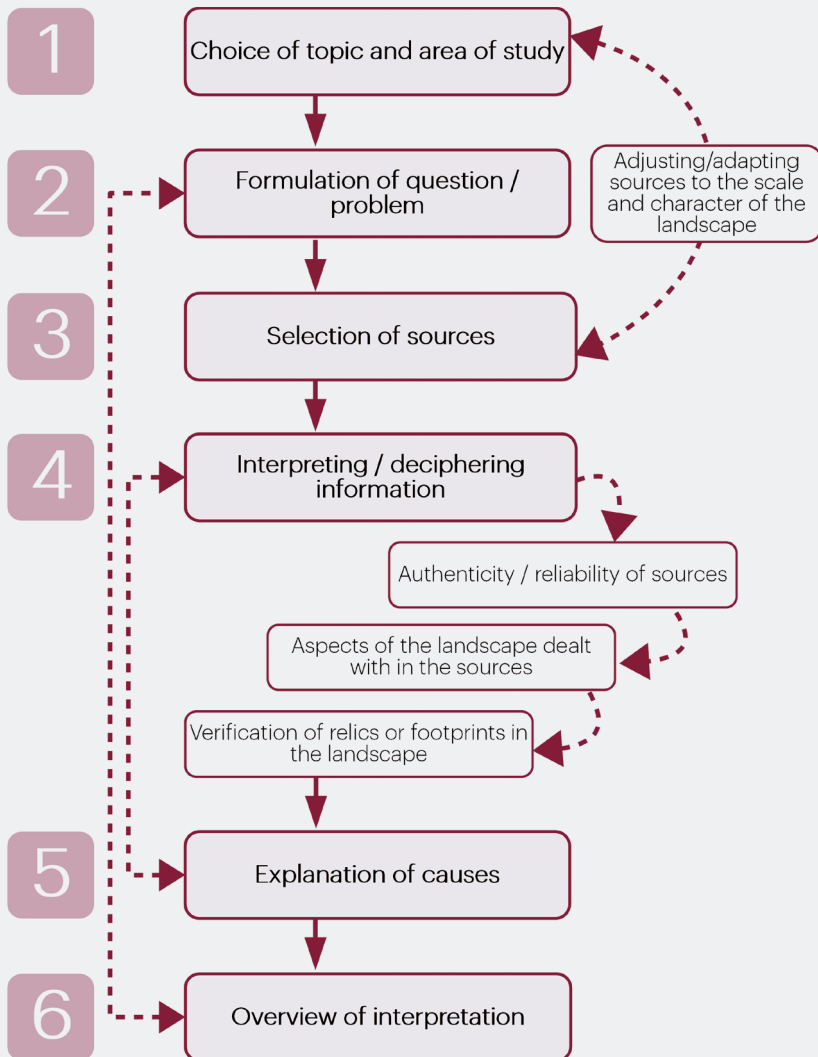 1
Choice of topic and area of study
2
Formulation of question /
problem
Adjusting/adapting
sources to the scale
and character of the
landscape
3
Selection of sources
4
Interpreting / deciphering
information
Authenticity / reliability of sources
Aspects of the landscape dealt
with in the sources
Verification of relics or footprints in
the landscape
5
Explanation of causes
6
Overview of interpretation